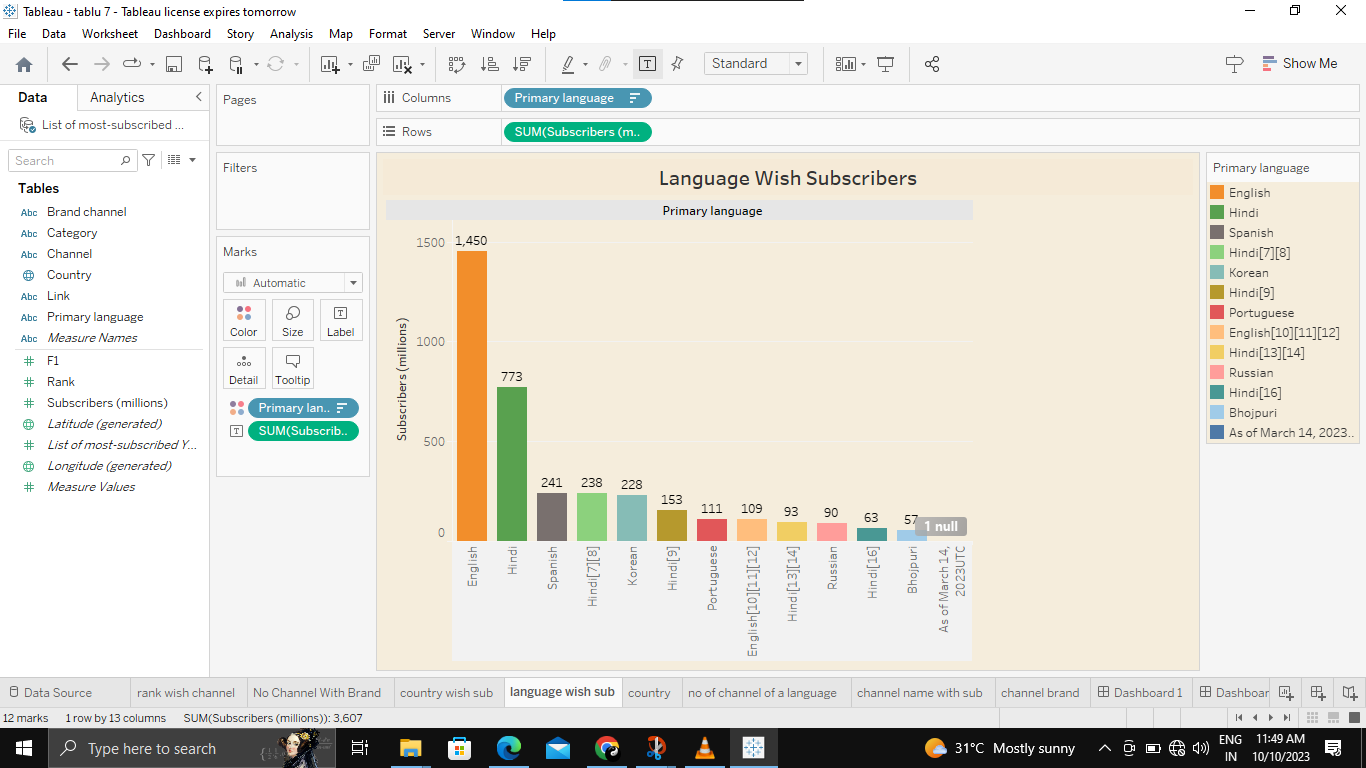 Tableau - tablu 7 - Tableau license expires tomorrow
File Data Worksheet Dashboard Story Analysis Map Format Server Window Help
Standard
Show Me
Data Analytics
List of most-subscribed ...
Search
Tables
Abc Brand channel
Abc Category
Abc Channel
Country
Abc Link
Abc Primary language
Abc Measure Names
F1
Rank
Subscribers (millions)
Latitude (generated)
List of most-subscribed Y...
Longitude (generated)
Measure Values
Pages
Filters
Marks
Automatic
Color Size Label
Detail Tooltip
Primary lan..
SUM(Subscrib..
Columns Primary language
Rows SUM(Subscribers (m..
Language Wish Subscribers
Primary language
Subscribers (millions)
1500
1000
500
0
1,450
773
241
238
228
153
111
109
93
90
63
57
1 null
English
Hindi
Spanish
Hindi[7][8]
Korean
Hindi[9]
Portuguese
English[10][11][12]
Hindi[13][14]
Russian
Hindi[16]
Bhojpuri
As of March 14,
2023UTC
Primary language
English
Hindi
Spanish
Hindi[7][8]
Korean
Hindi[9]
Portuguese
English[10][11][12]
Hindi[13][14]
Russian
Hindi[16]
Bhojpuri
As of March 14, 2023..
Data Source rank wish channel No Channel With Brand country wish sub language wish sub country no of channel of a language channel name with sub channel brand Dashboard 1 Dashboar
12 marks 1 row by 13 columns SUM(Subscribers (millions)): 3,607
Type here to search
31°C Mostly sunny
ENG
IN
11:49 AM
10/10/2023